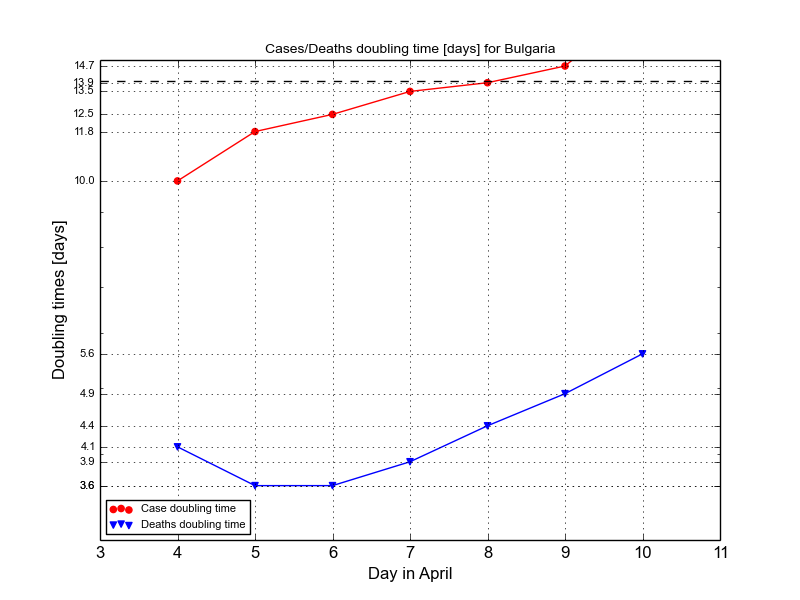 Cases/Deaths doubling time [days] for Bulgaria
Doubling times [days]
14.7
13.9
13.5
12.5
11.8
10.0
5.6
4.9
4.4
4.1
3.9
3.6
Case doubling time
Deaths doubling time
3 4 5 6 7 8 9 10 11
Day in April